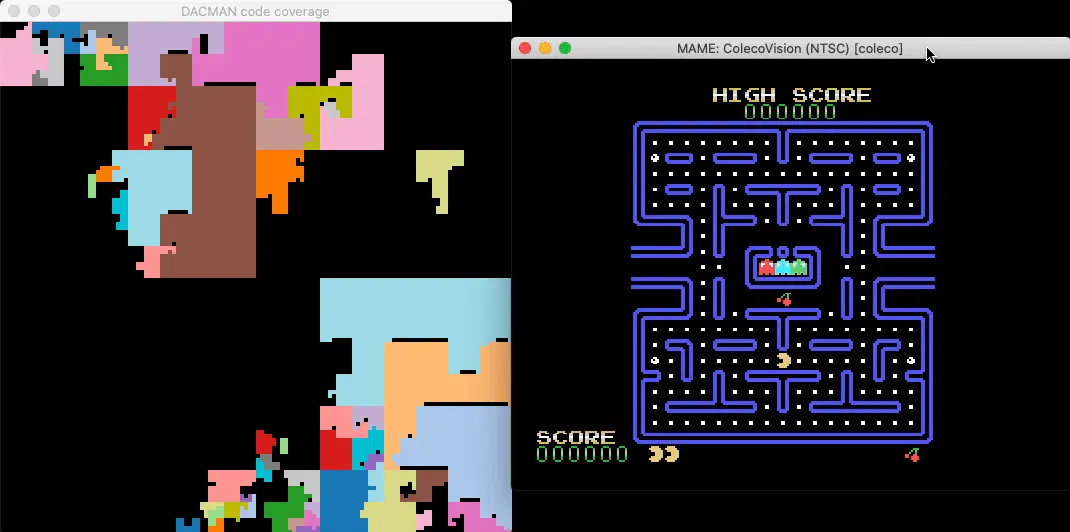 DACMAN code coverage
MAME: ColecoVision (NTSC) [coleco]
HIGH SCORE
000000
SCORE
000000